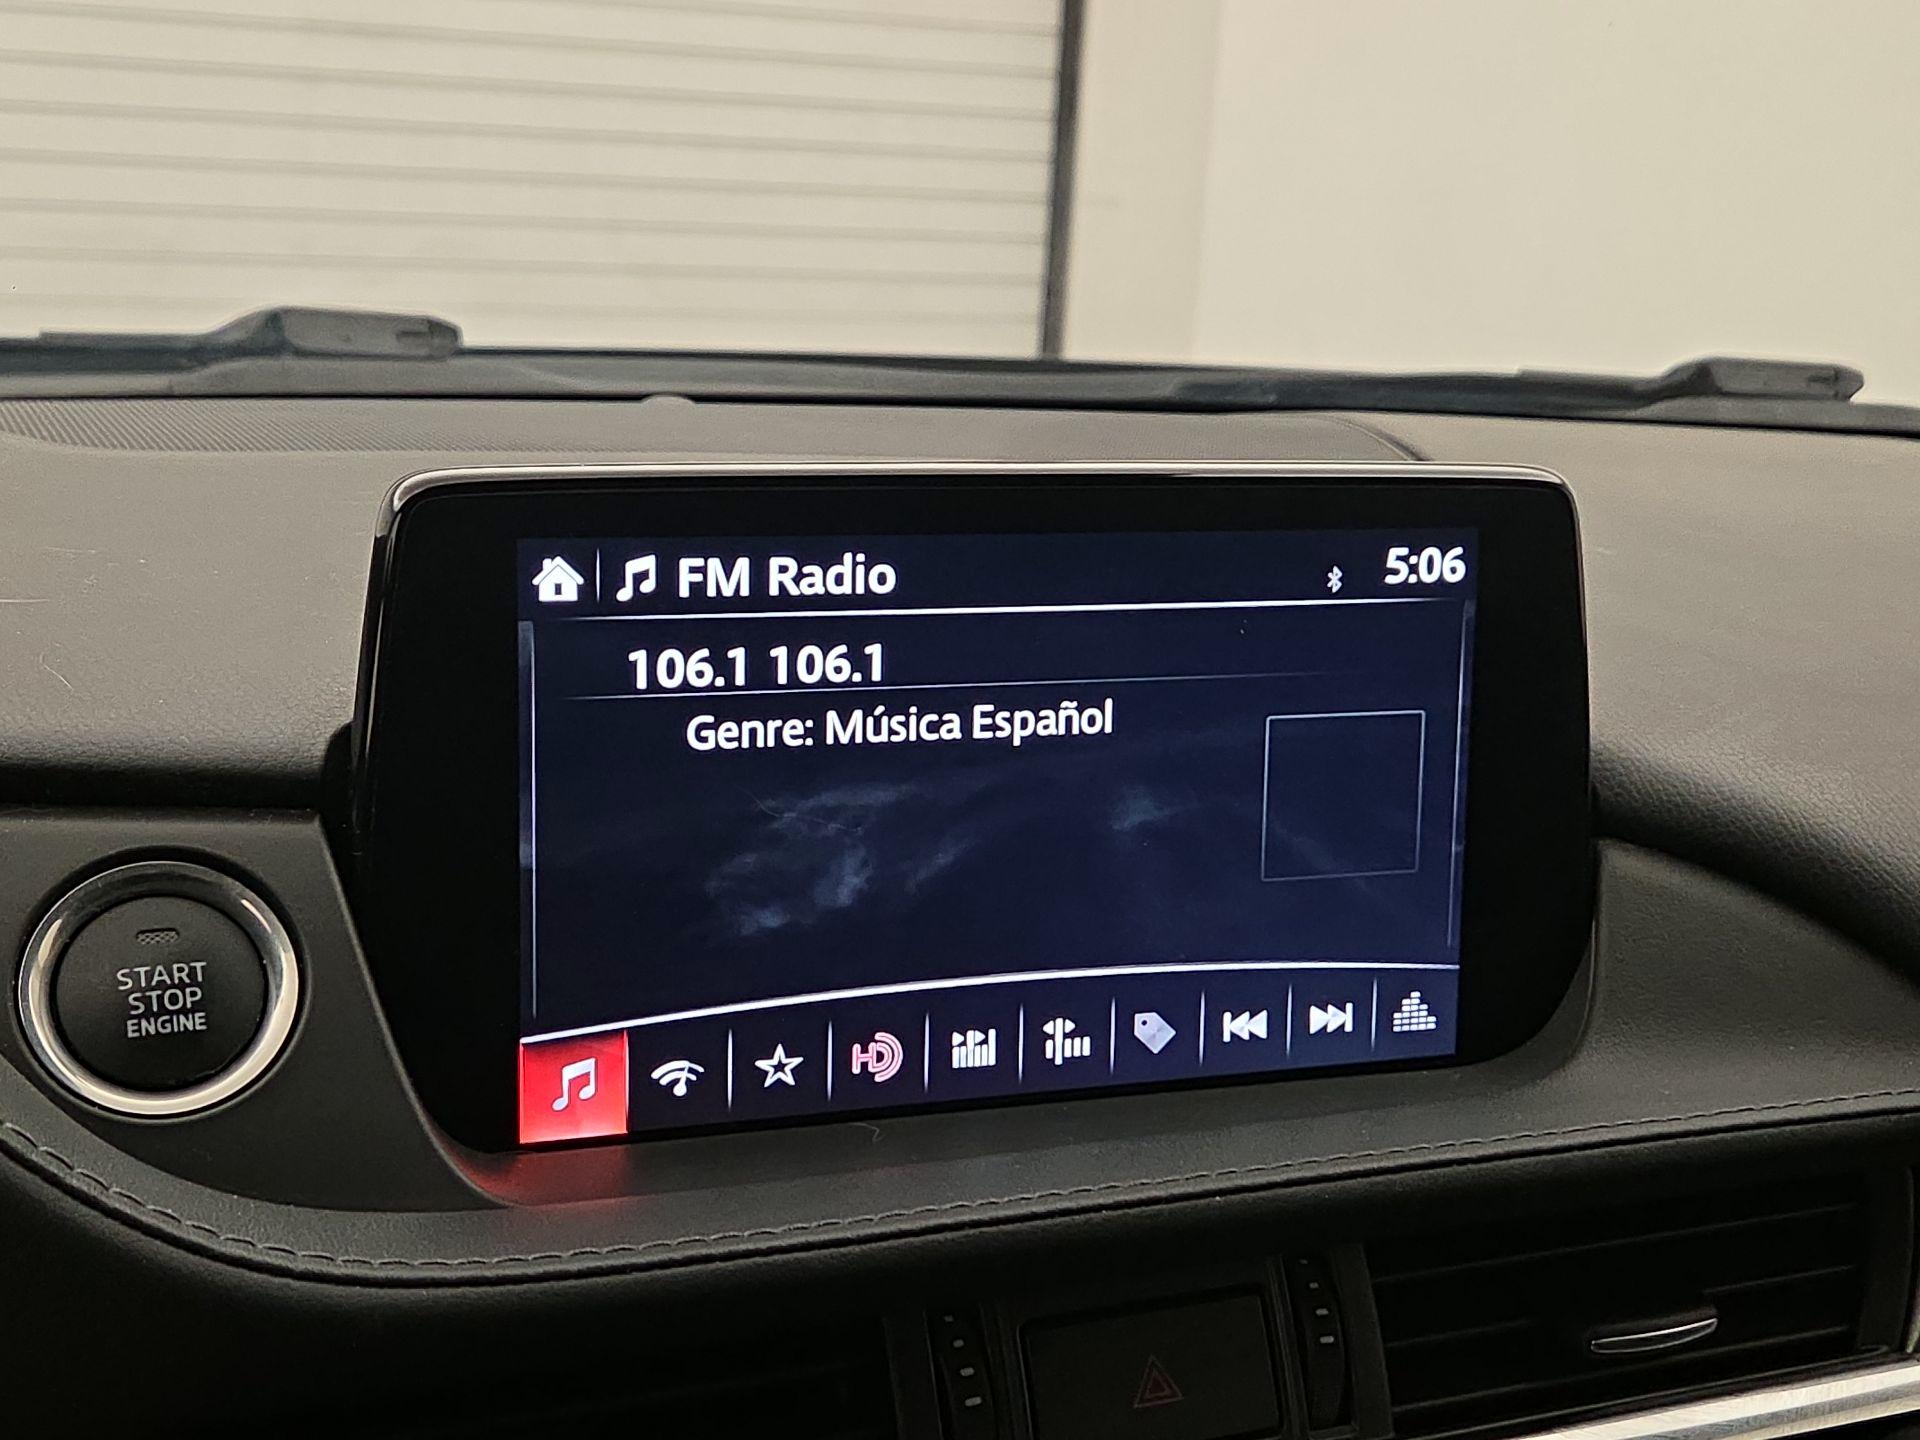 FM Radio
5:06
106.1 106.1
Genre: Música Español
HD
START
STOP
ENGINE